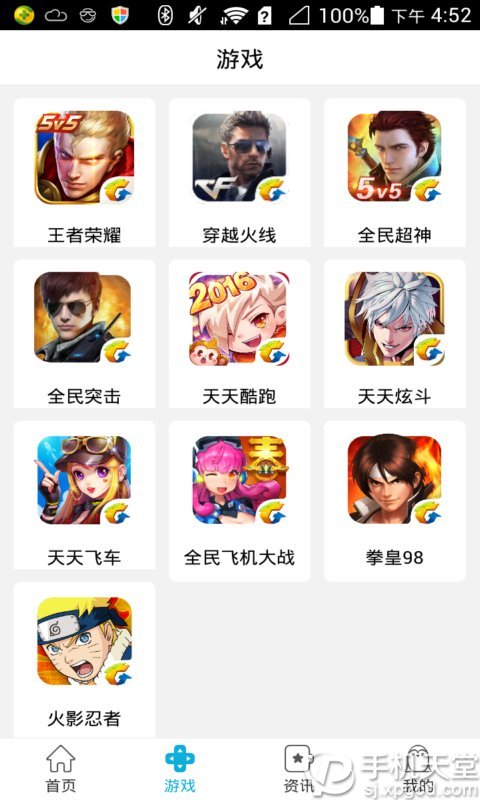 100% 下午 4:52
游戏
5v5
CF
5v5
王者荣耀
穿越火线
全民超神
2016
全民突击
天天酷跑
天天炫斗
春
天天飞车
全民飞机大战
拳皇98
火影忍者
首页
游戏
资讯
我的
手机天堂
sj.xpgod.com